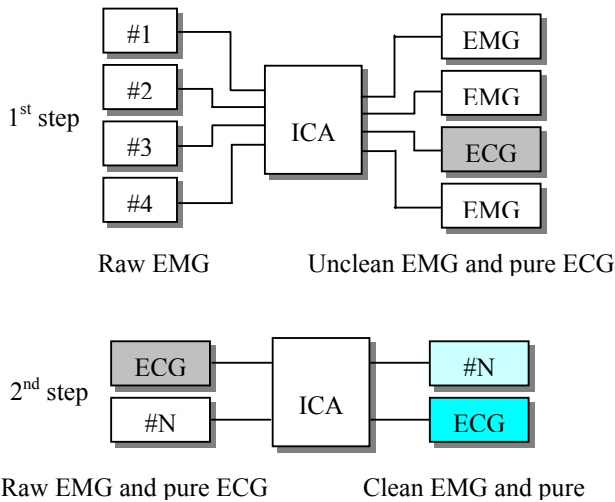 #1
#2
#3
#4
1st step
ICA
EMG
EMG
ECG
EMG
Raw EMG
Unclean EMG and pure ECG
2nd step
ECG
#N
ICA
#N
ECG
Raw EMG and pure ECG
Clean EMG and pure